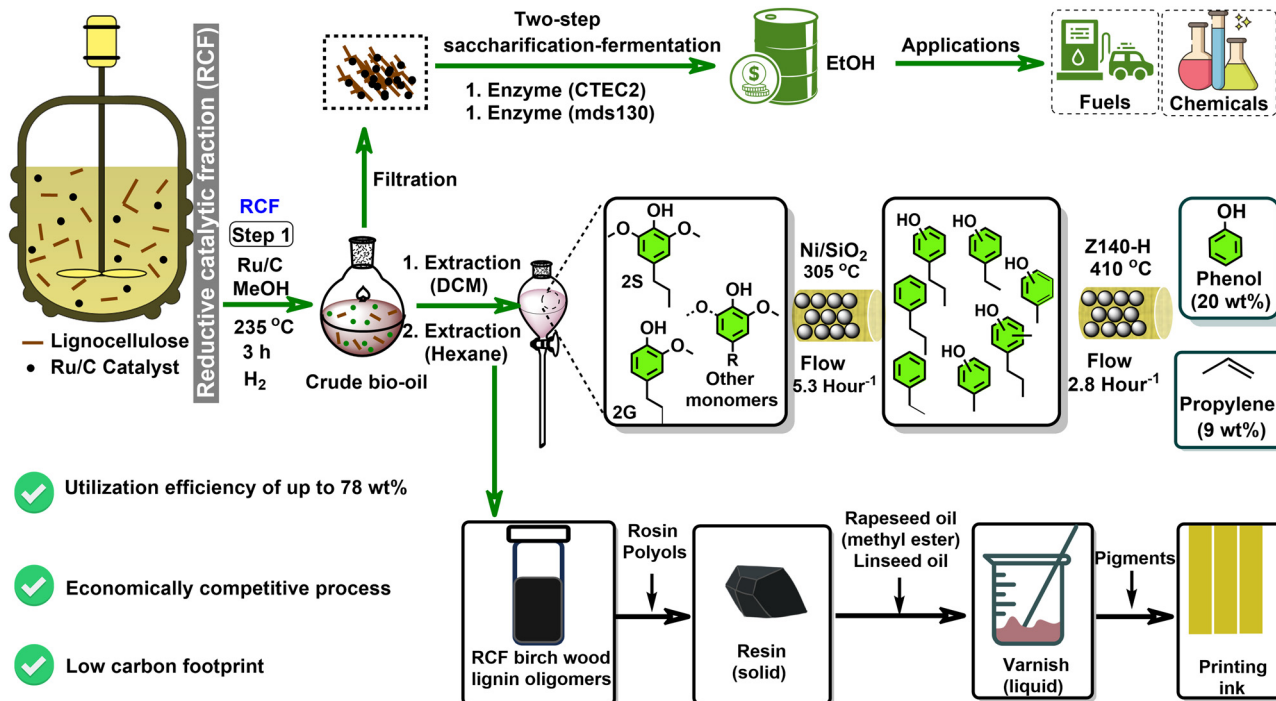 Reductive catalytic fraction (RCF)
Lignocellulose
Ru/C Catalyst
RCF
Step 1
Ru/C
MeOH
235 °C
3 h
H2
Filtration
Crude bio-oil
Two-step
saccharification-fermentation
1. Enzyme (CTEC2)
1. Enzyme (mds130)
$
EtOH
Applications
Fuels
Chemicals
1. Extraction
(DCM)
2. Extraction
(Hexane)
OH
O
O
2S
OH
O
2G
OH
O
O
R
Other
monomers
Ni/SiO2
305 °C
Flow
5.3 Hour-1
HO
HO
HO
HO
HO
Z140-H
410 °C
Flow
2.8 Hour-1
OH
Phenol
(20 wt%)
Propylene
(9 wt%)
Utilization efficiency of up to 78 wt%
Economically competitive process
Low carbon footprint
RCF birch wood
lignin oligomers
Rosin
Polyols
Resin
(solid)
Rapeseed oil
(methyl ester)
Linseed oil
Varnish
(liquid)
Pigments
Printing
ink